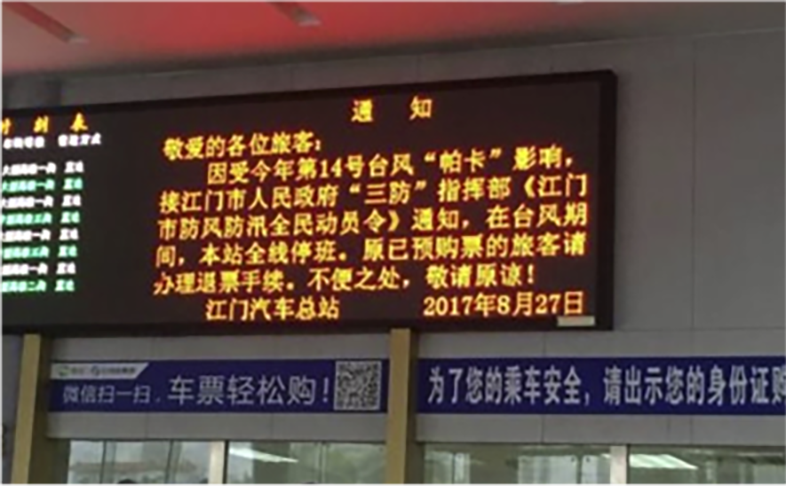 时刻表
通 知
敬爱的各位旅客：
因受今年第14号台风“帕卡”影响，
接江门市人民政府“三防”指挥部《江门
市防风防汛全民动员令》通知，在台风期
间，本站全线停班。原已预购票的旅客请
办理退票手续。不便之处，敬请原谅！
江门汽车总站 2017年8月27日
微信扫一扫，车票轻松购！
为了您的乘车安全，请出示您的身份证购